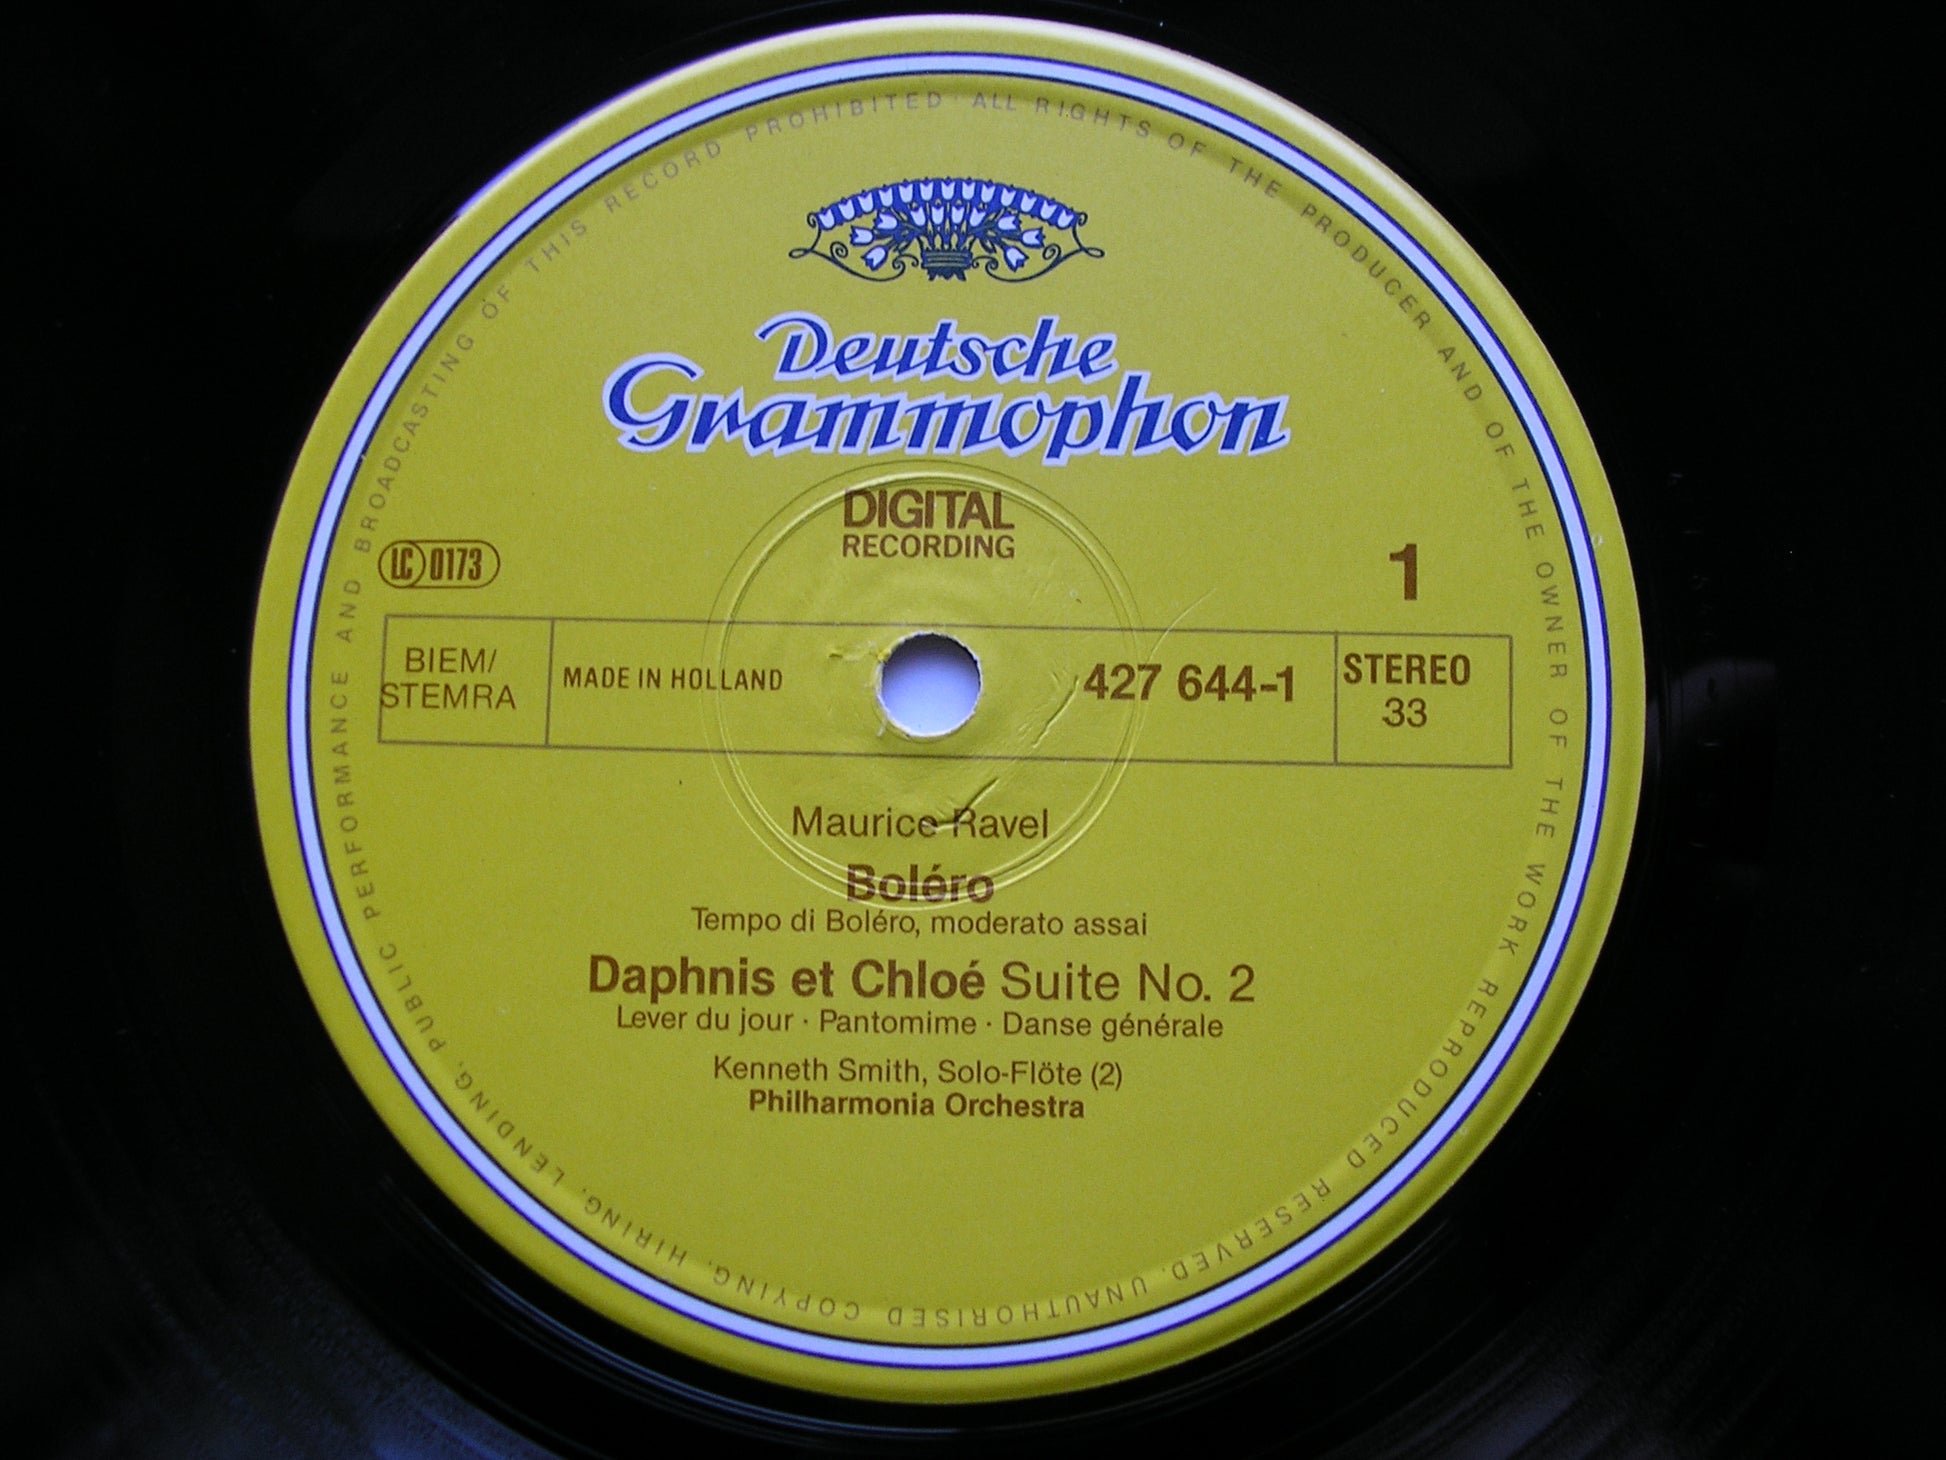 PROHIBITED · ALL RIGHTS OF THE PRODUCER AND OF THE OWNER OF THE WORK REPRODUCED RESERVED. UNAUTHORISED COPYING, HIRING, LENDING, PUBLIC PERFORMANCE AND BROADCASTING OF THIS RECORD
Deutsche
Grammophon
DIGITAL
RECORDING
LC 0173
1
BIEM/
STEMRA
MADE IN HOLLAND
427 644-1
STEREO
33
Maurice Ravel
Boléro
Tempo di Boléro, moderato assai
Daphnis et Chloé Suite No. 2
Lever du jour · Pantomime · Danse générale
Kenneth Smith, Solo-Flöte (2)
Philharmonia Orchestra